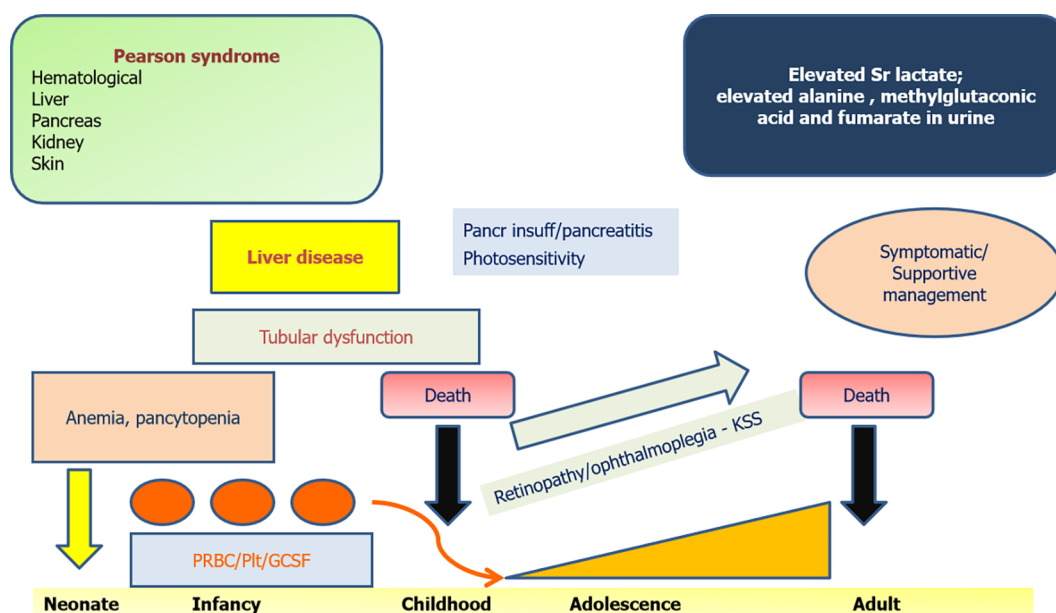 Pearson syndrome
Hematological
Liver
Pancreas
Kidney
Skin
Elevated Sr lactate;
elevated alanine , methylglutaconic
acid and fumarate in urine
Liver disease
Pancr insuff/pancreatitis
Photosensitivity
Symptomatic/
Supportive
management
Tubular dysfunction
Anemia, pancytopenia
Death
Retinopathy/ophthalmoplegia - KSS
Death
PRBC/Plt/GCSF
Neonate Infancy Childhood Adolescence Adult